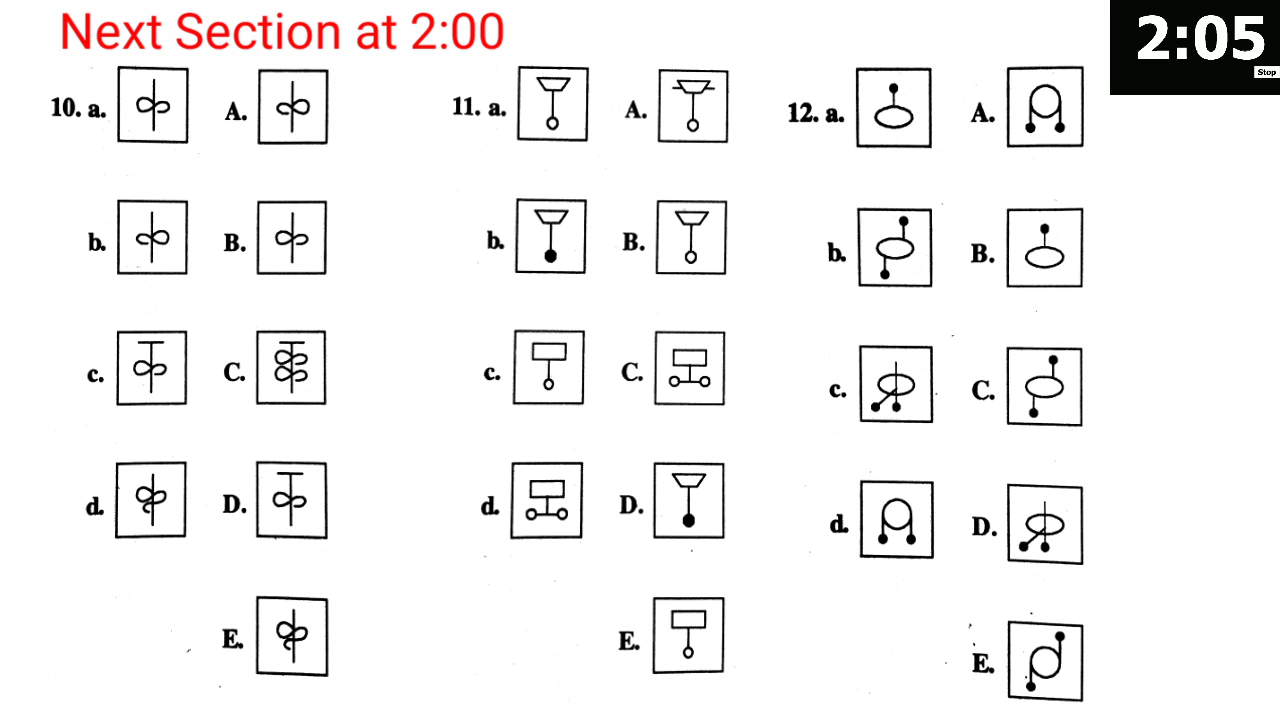 Next Section at 2:00
2:05
Stop
10. a. A. 11. a. A. 12. a. A.
b. B. b. B. b. B.
c. C. c. C. c. C.
d. D. d. D. d. D.
E. E. E.